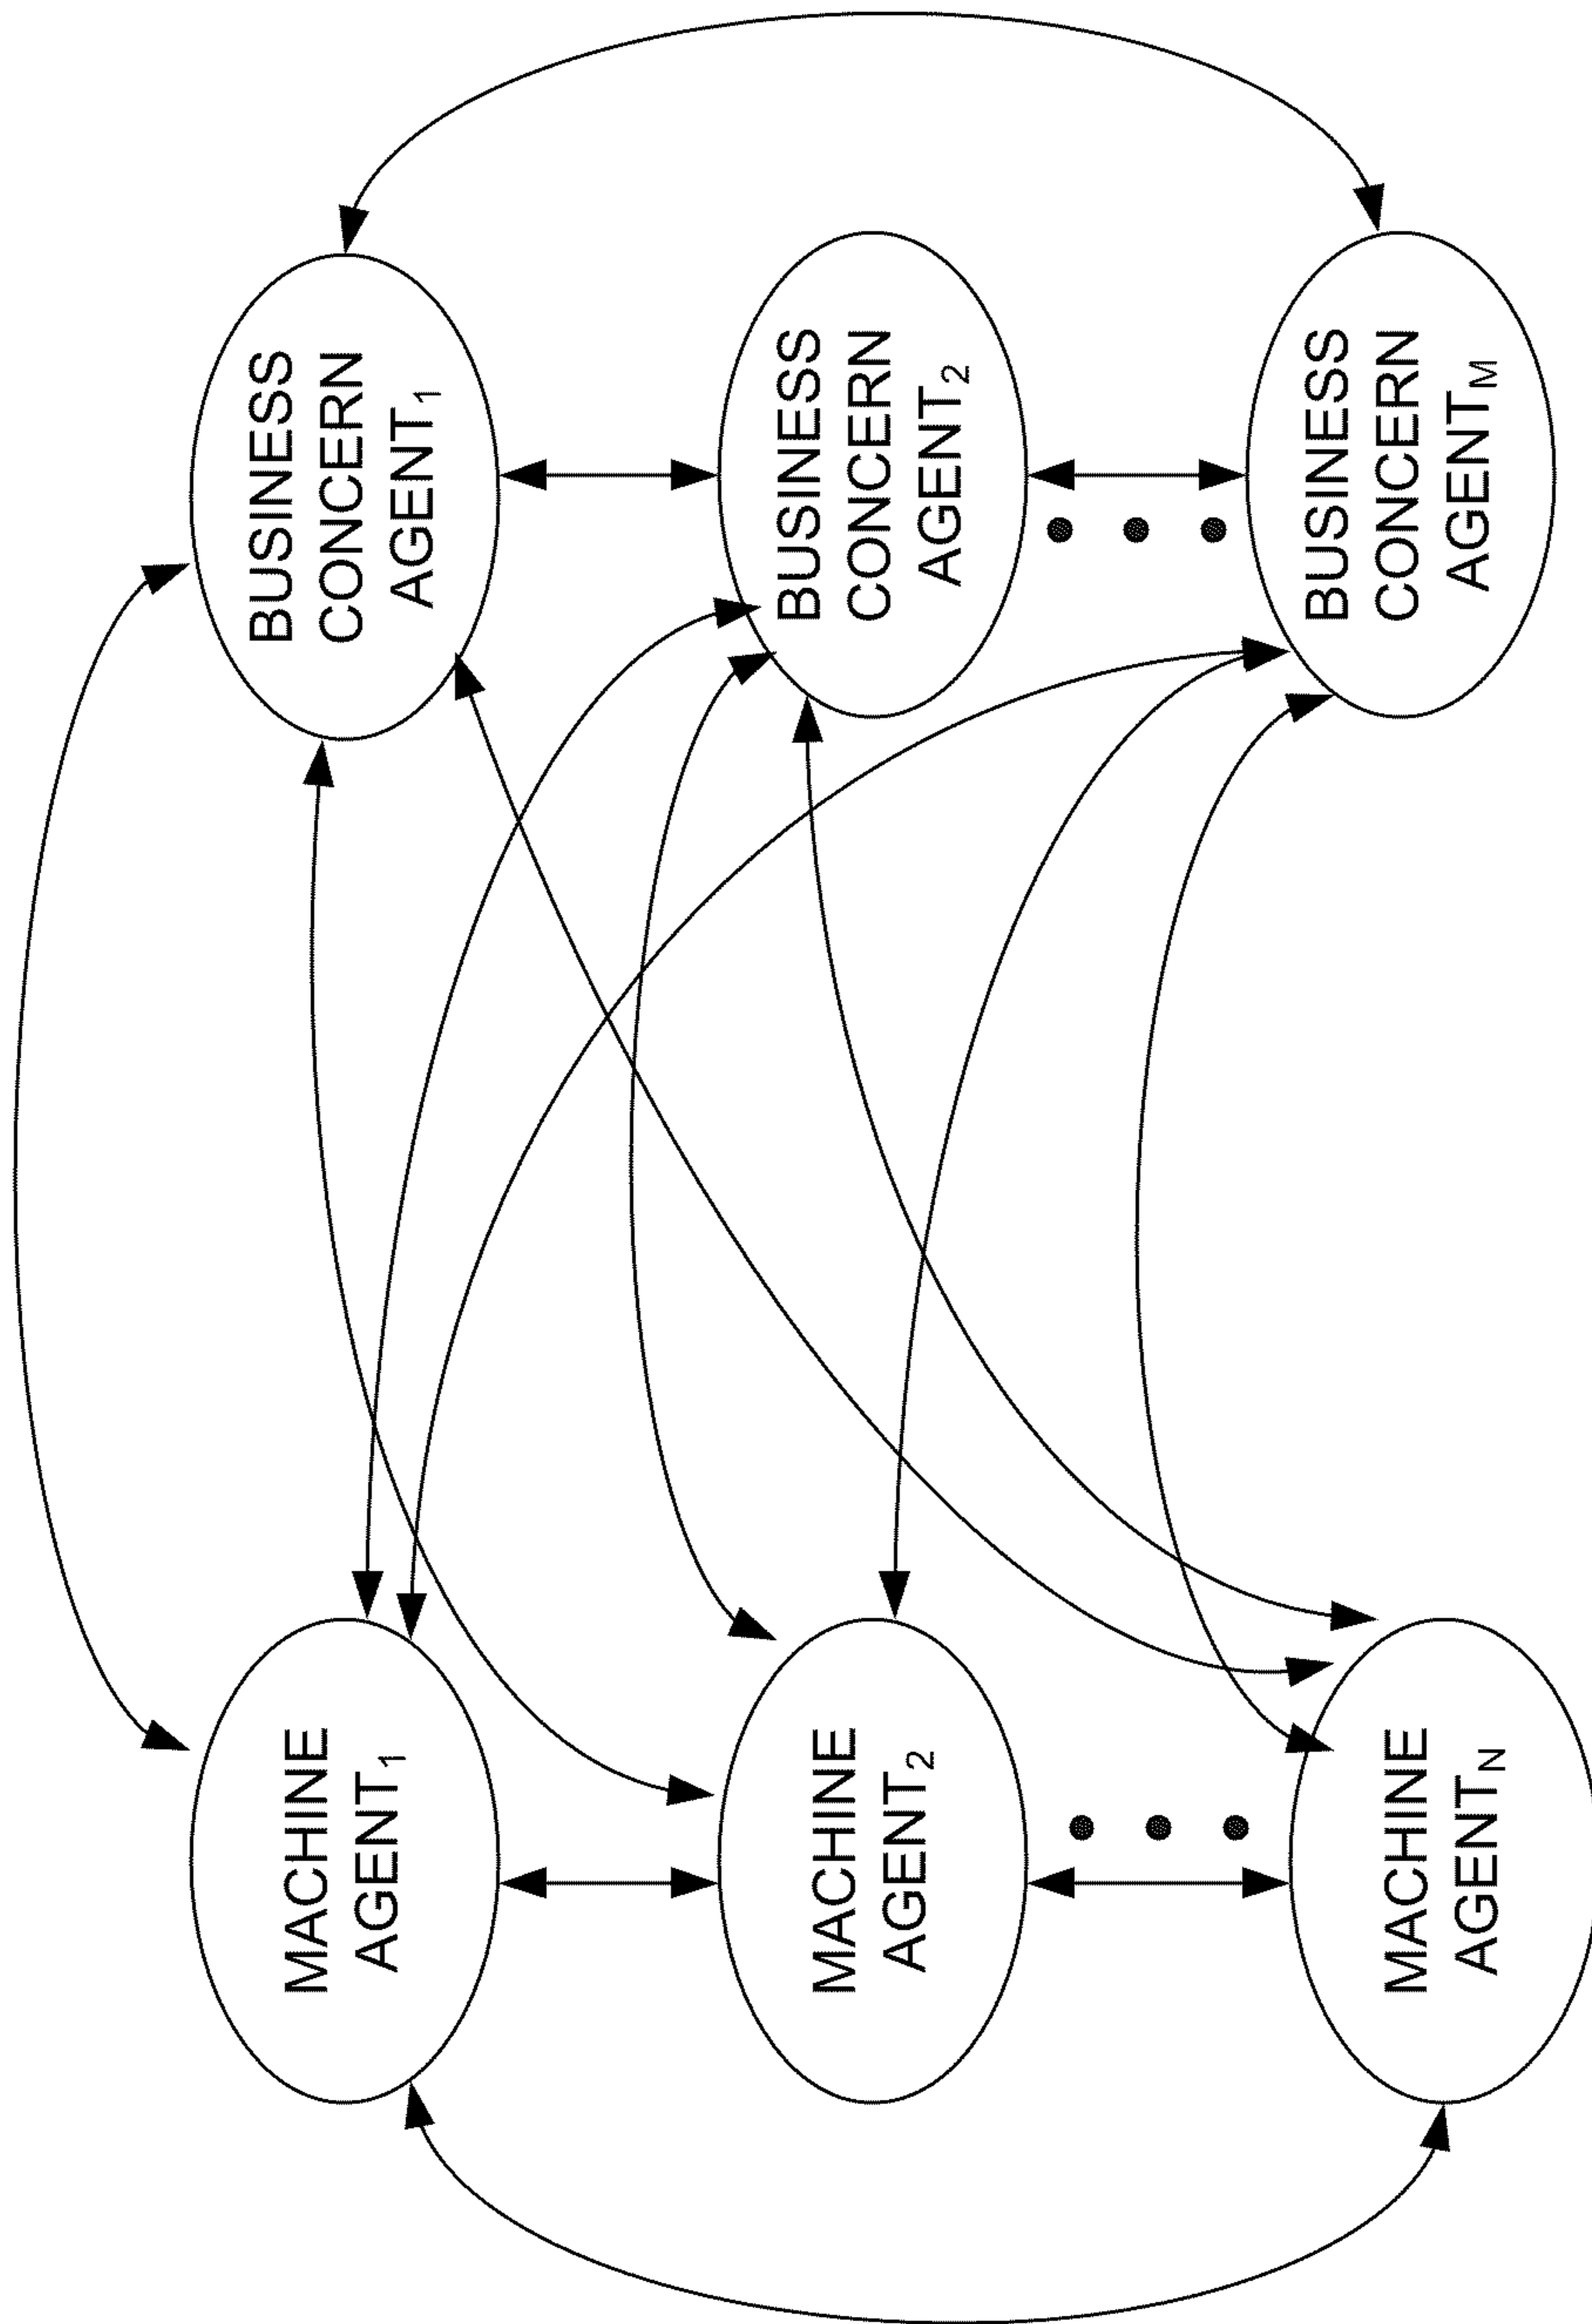 MACHINE
AGENT₁
BUSINESS
CONCERN
AGENT₁
MACHINE
AGENT₂
BUSINESS
CONCERN
AGENT₂
MACHINE
AGENTN
BUSINESS
CONCERN
AGENTM